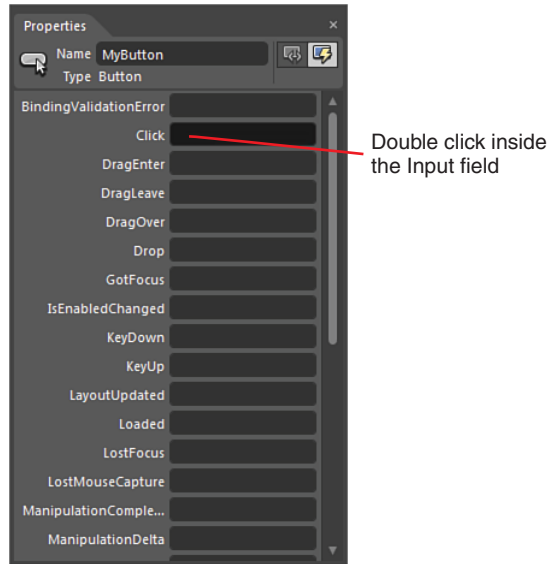 Properties
Name MyButton
Type Button
BindingValidationError
Click
Double click inside
the Input field
DragEnter
DragLeave
DragOver
Drop
GotFocus
IsEnabledChanged
KeyDown
KeyUp
LayoutUpdated
Loaded
LostFocus
LostMouseCapture
ManipulationComple...
ManipulationDelta